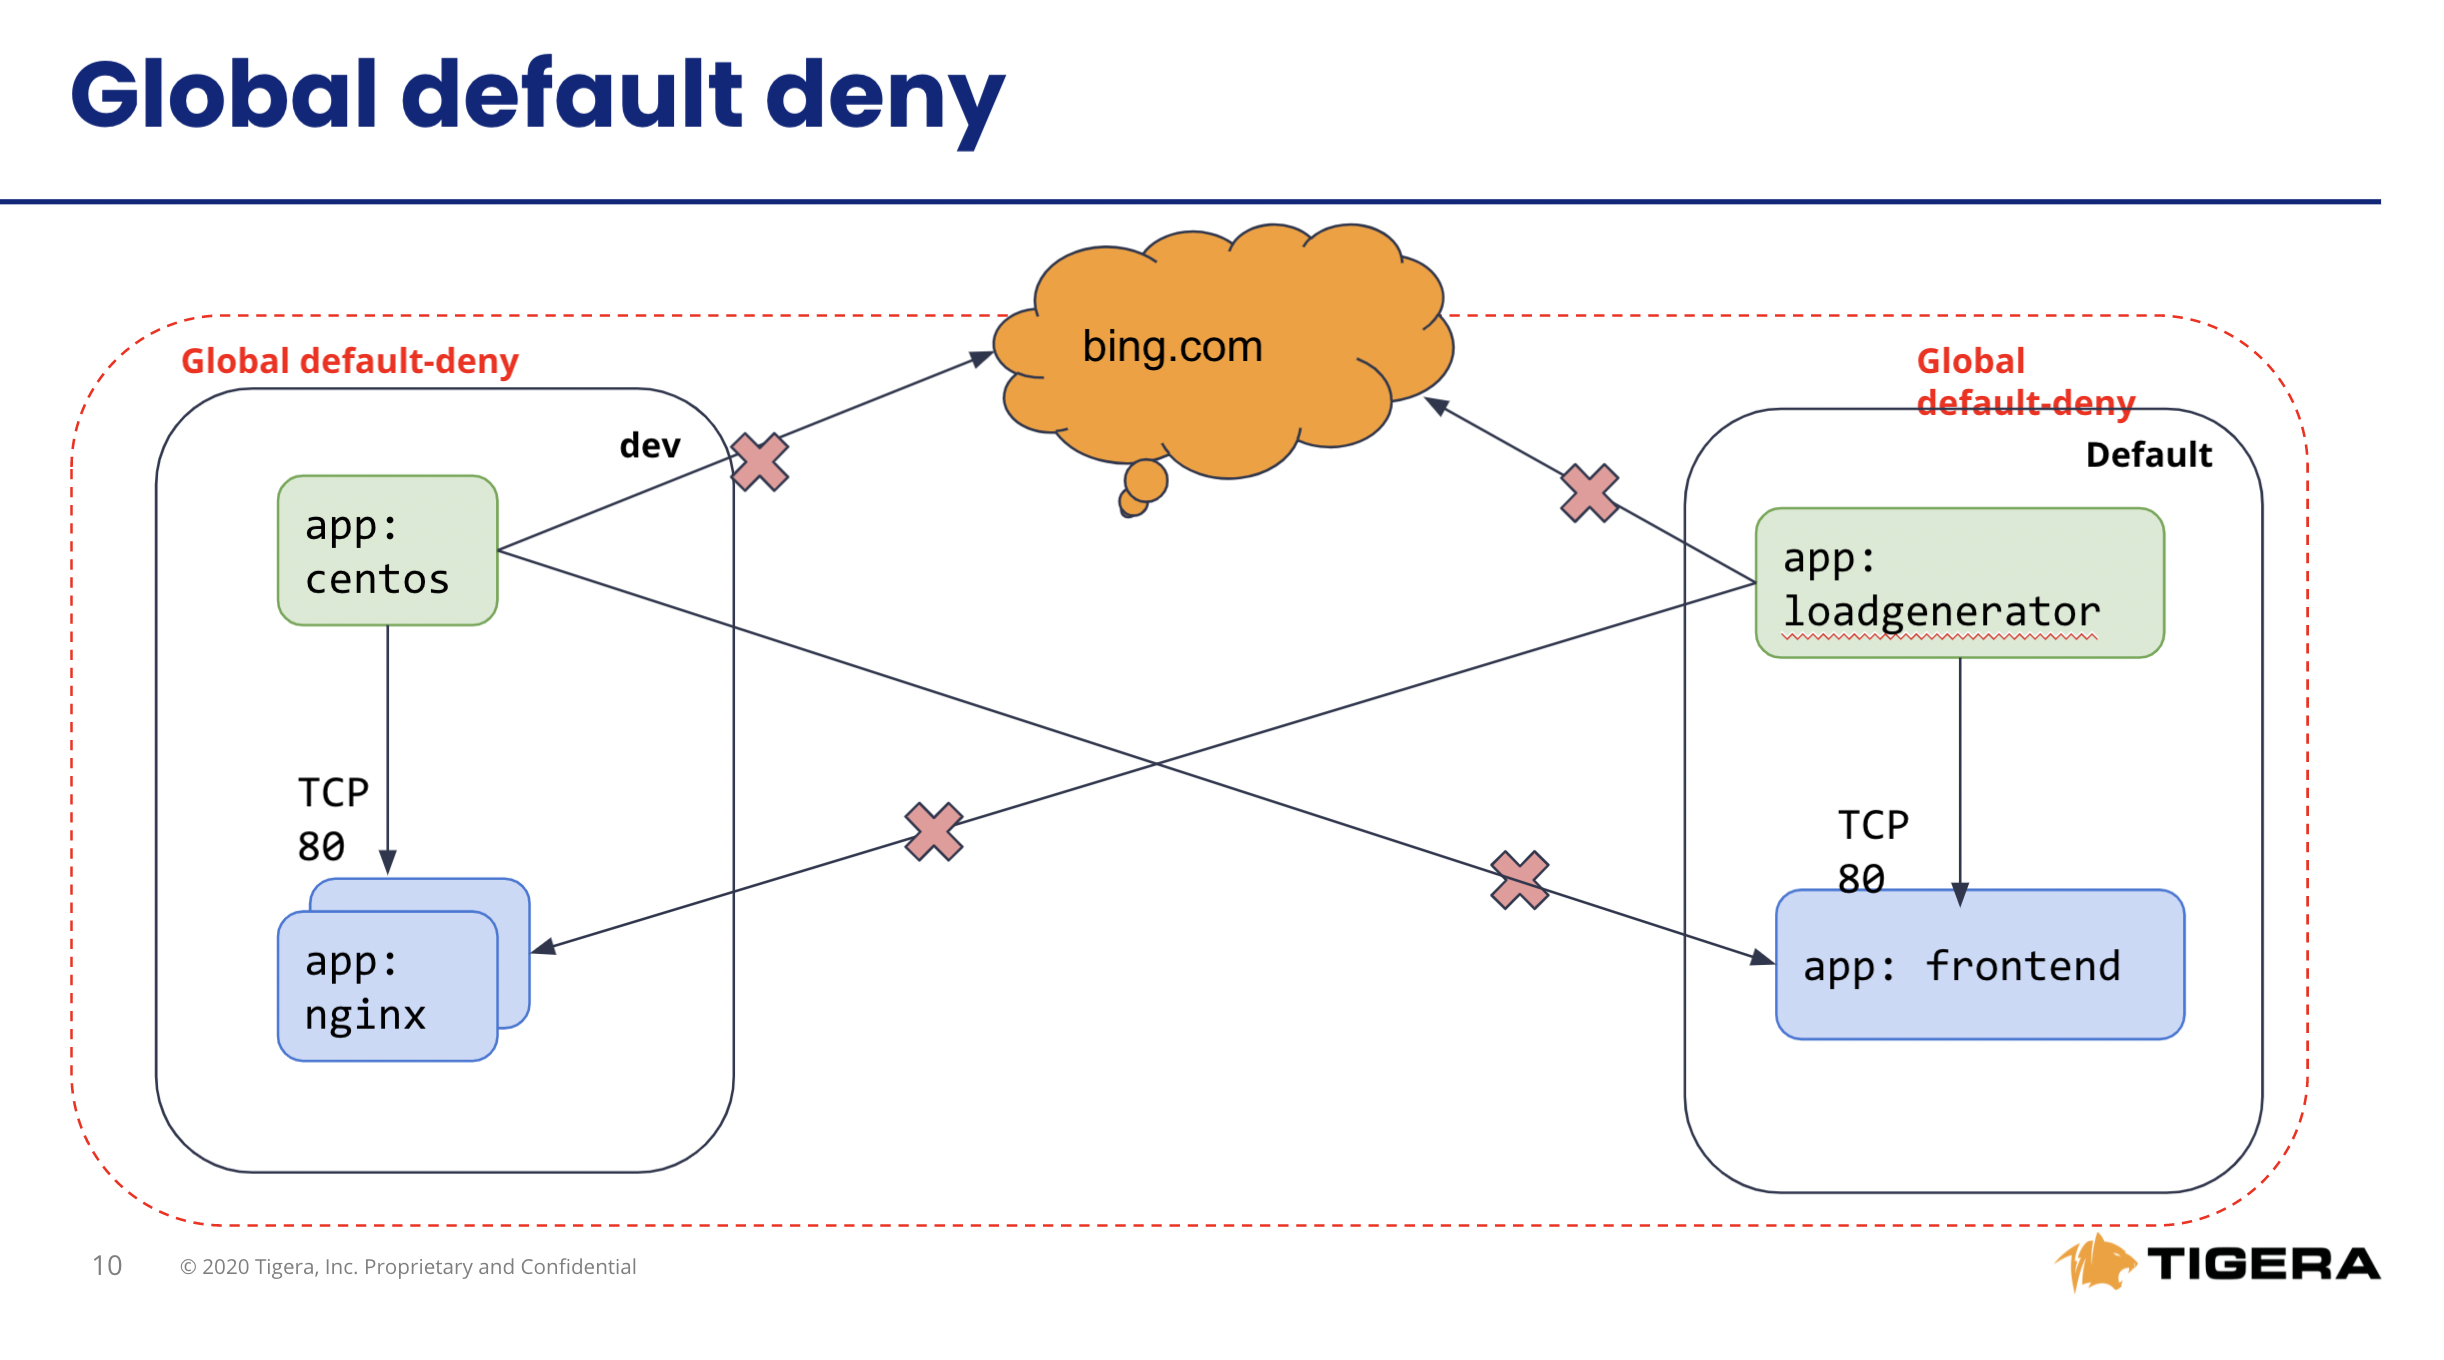 Global default deny
bing.com
Global default-deny
Global
default-deny
dev
Default
app:
centos
app:
loadgenerator
TCP
80
TCP
80
app:
nginx
app: frontend
10
© 2020 Tigera, Inc. Proprietary and Confidential
TIGERA